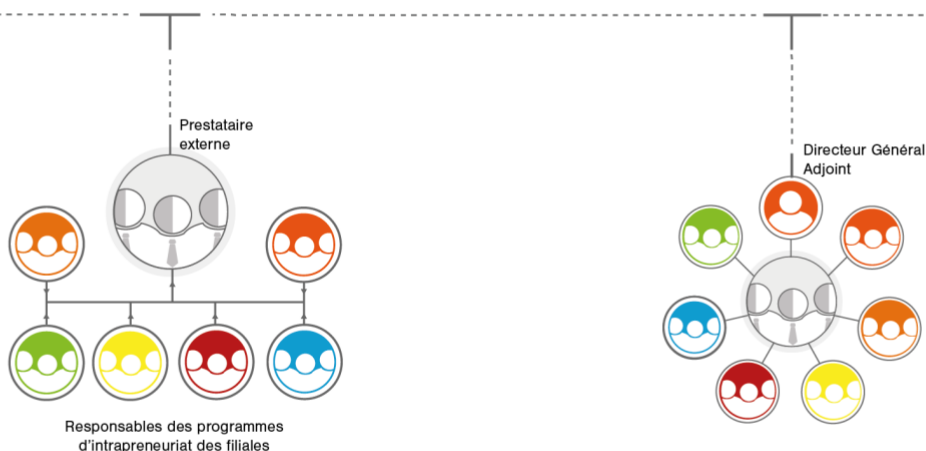 Prestataire
externe
Directeur Général
Adjoint
Responsables des programmes
d'intrapreneuriat des filiales